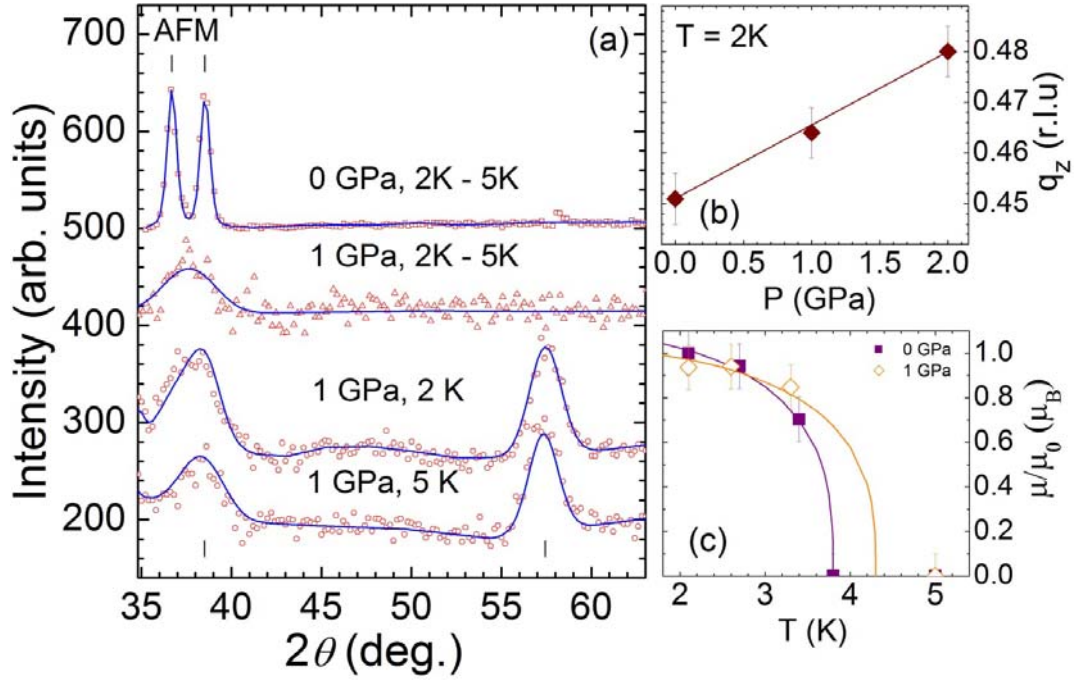 700
600
500
400
300
200
Intensity (arb. units)
AFM
(a)
0 GPa, 2K - 5K
1 GPa, 2K - 5K
1 GPa, 2 K
1 GPa, 5 K
35 40 45 50 55 60
2θ (deg.)
T = 2K
(b)
0.48
0.47
0.46
0.45
q_z (r.l.u)
0.0 0.5 1.0 1.5 2.0
P (GPa)
0 GPa
1 GPa
(c)
1.0
0.8
0.6
0.4
0.2
0.0
μ/μ_0 (μ_B)
2 3 4 5
T (K)